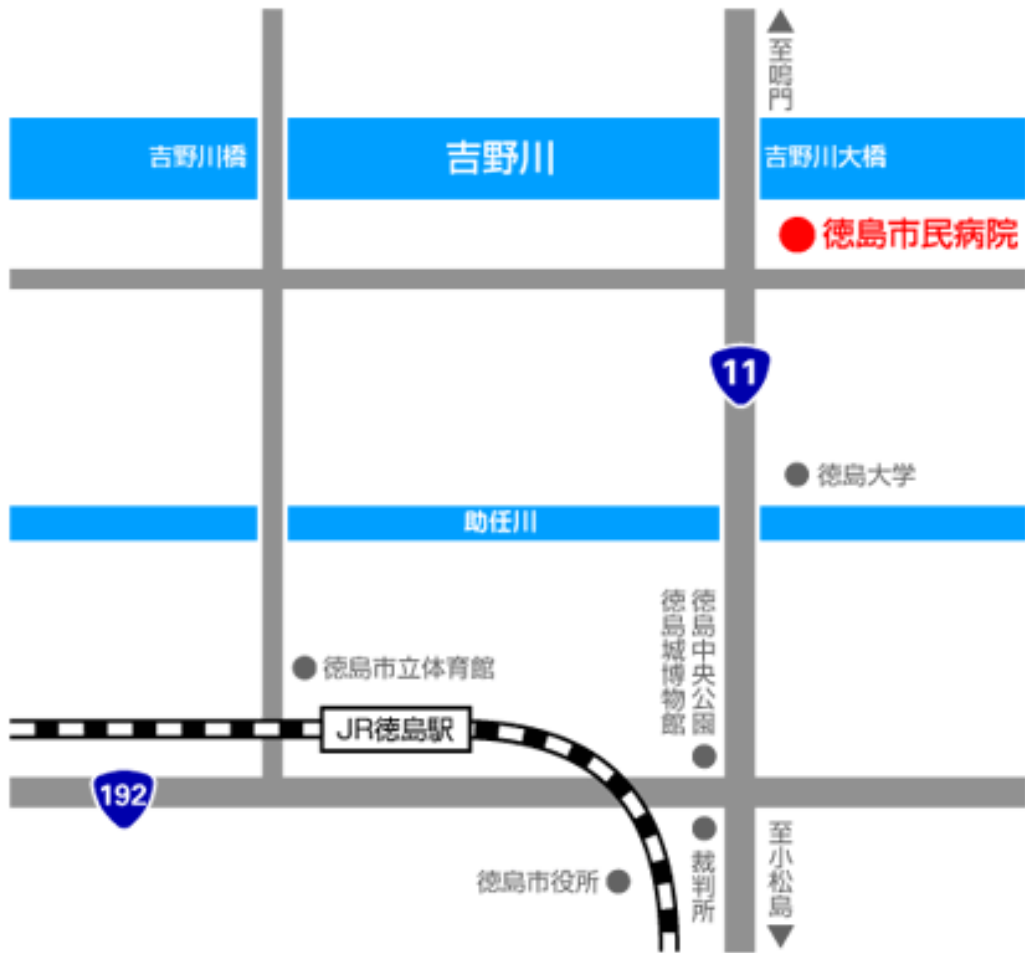 至鳴門
吉野川橋
吉野川
吉野川大橋
徳島市民病院
11
徳島大学
助任川
徳島中央公園
徳島城博物館
徳島市立体育館
JR徳島駅
192
徳島市役所
裁判所
至小松島